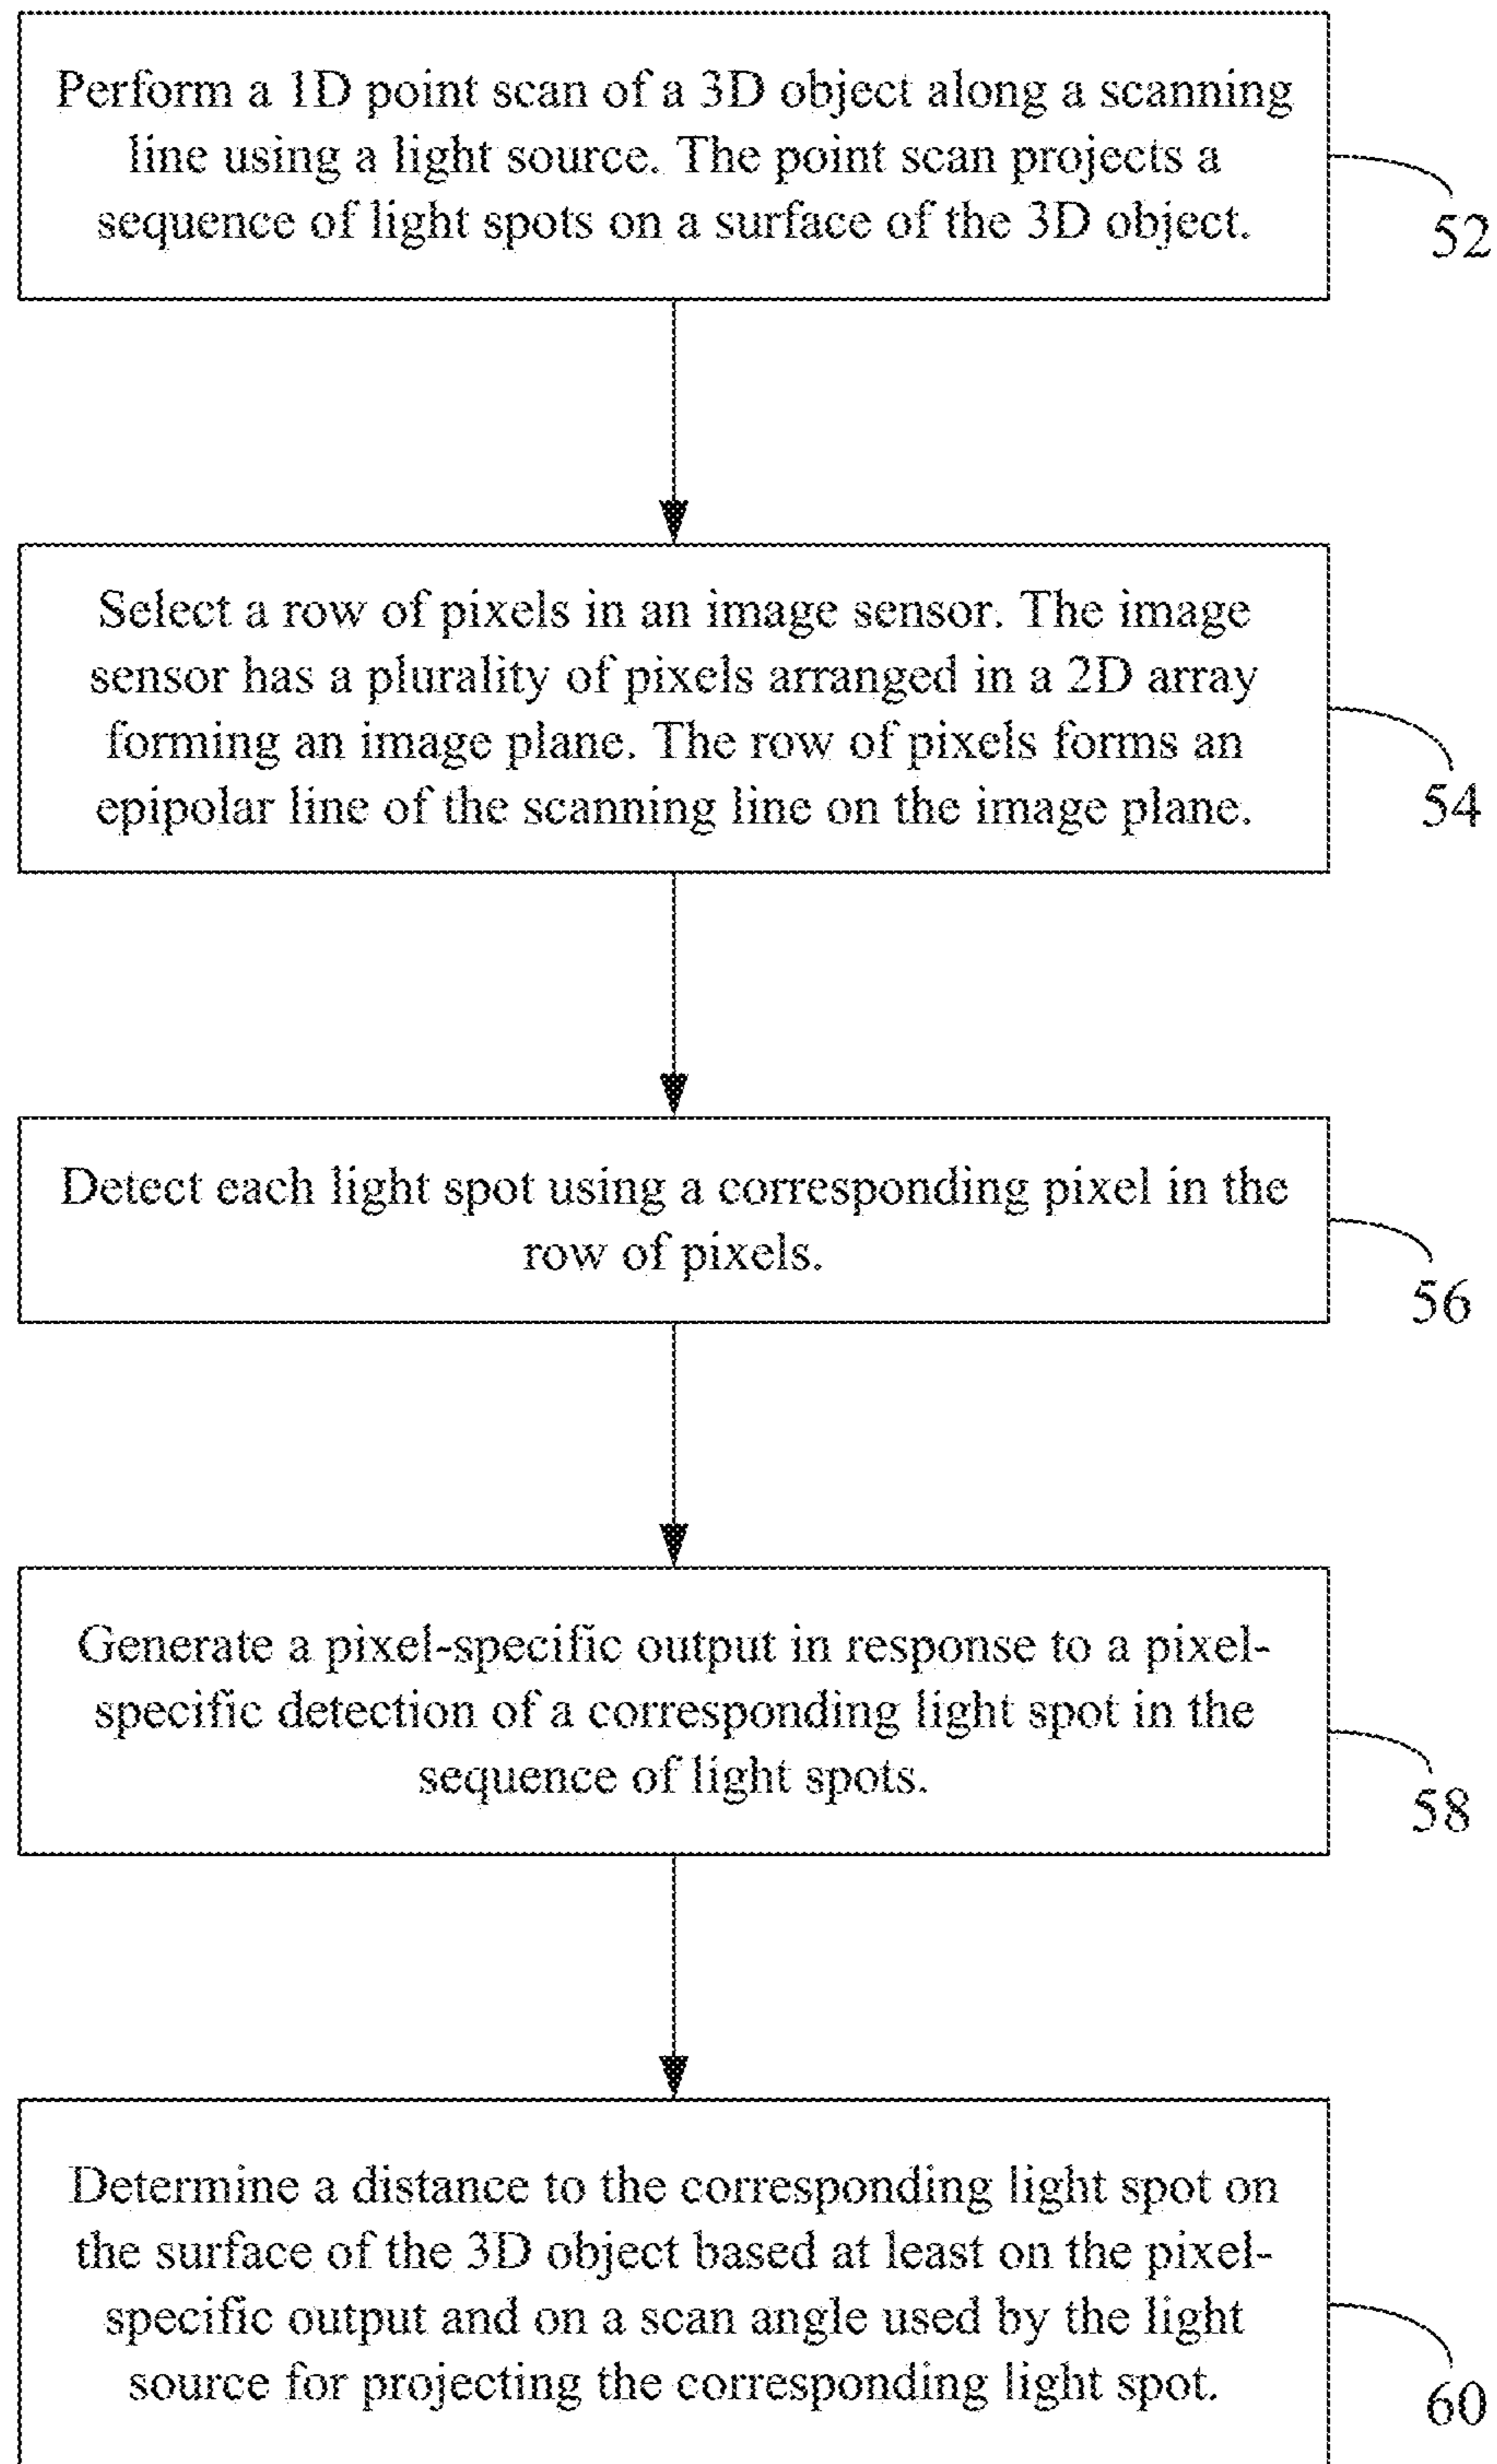 Perform a 1D point scan of a 3D object along a scanning
line using a light source. The point scan projects a
sequence of light spots on a surface of the 3D object.
52
Select a row of pixels in an image sensor. The image
sensor has a plurality of pixels arranged in a 2D array
forming an image plane. The row of pixels forms an
epipolar line of the scanning line on the image plane.
54
Detect each light spot using a corresponding pixel in the
row of pixels.
56
Generate a pixel-specific output in response to a pixel-
specific detection of a corresponding light spot in the
sequence of light spots.
58
Determine a distance to the corresponding light spot on
the surface of the 3D object based at least on the pixel-
specific output and on a scan angle used by the light
source for projecting the corresponding light spot.
60